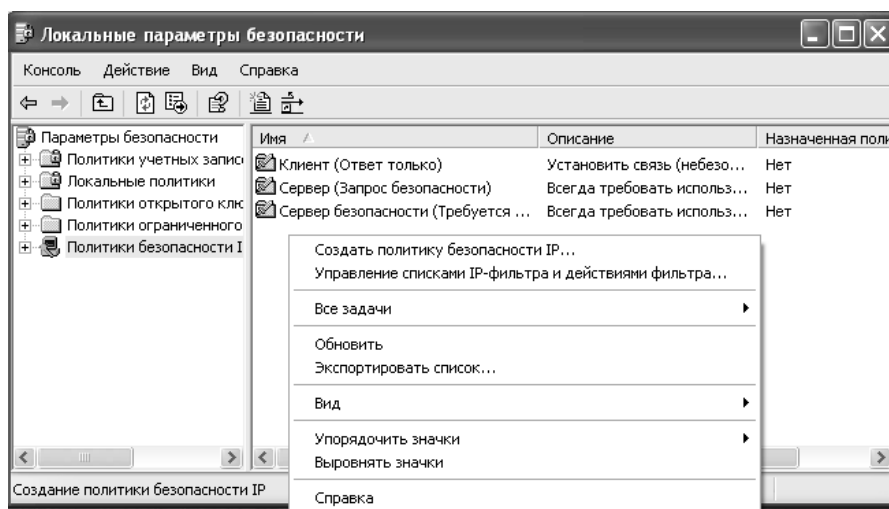 Локальные параметры безопасности
Консоль Действие Вид Справка
Параметры безопасности
Политики учетных запис
Локальные политики
Политики открытого клю
Политики ограниченного
Политики безопасности I
Имя Описание Назначенная поли
Клиент (Ответ только) Установить связь (небезо... Нет
Сервер (Запрос безопасности) Всегда требовать использ... Нет
Сервер безопасности (Требуется ... Всегда требовать использ... Нет
Создать политику безопасности IP...
Управление списками IP-фильтра и действиями фильтра...
Все задачи
Обновить
Экспортировать список...
Вид
Упорядочить значки
Выровнять значки
Справка
Создание политики безопасности IP